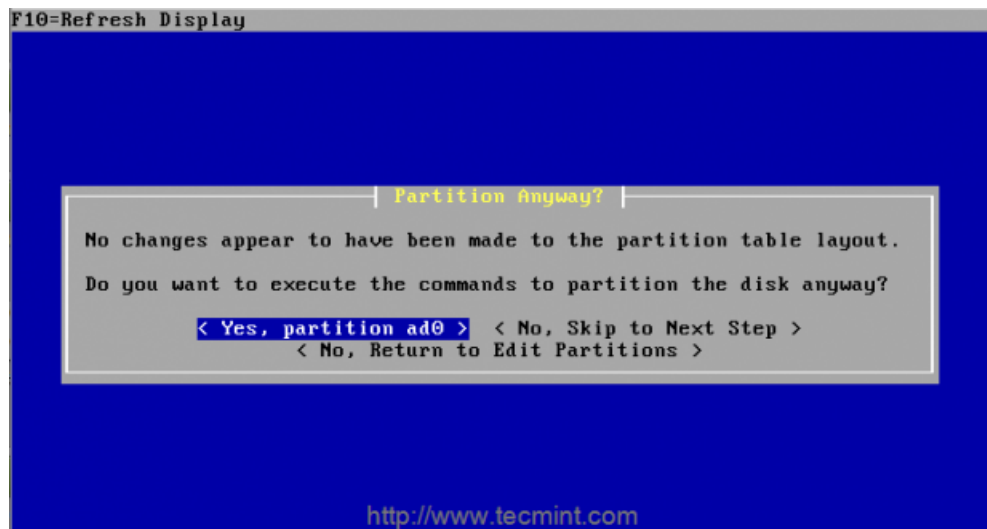 F10=Refresh Display
Partition Anyway?
No changes appear to have been made to the partition table layout.
Do you want to execute the commands to partition the disk anyway?
< Yes, partition ad0 > < No, Skip to Next Step >
< No, Return to Edit Partitions >
http://www.tecmint.com